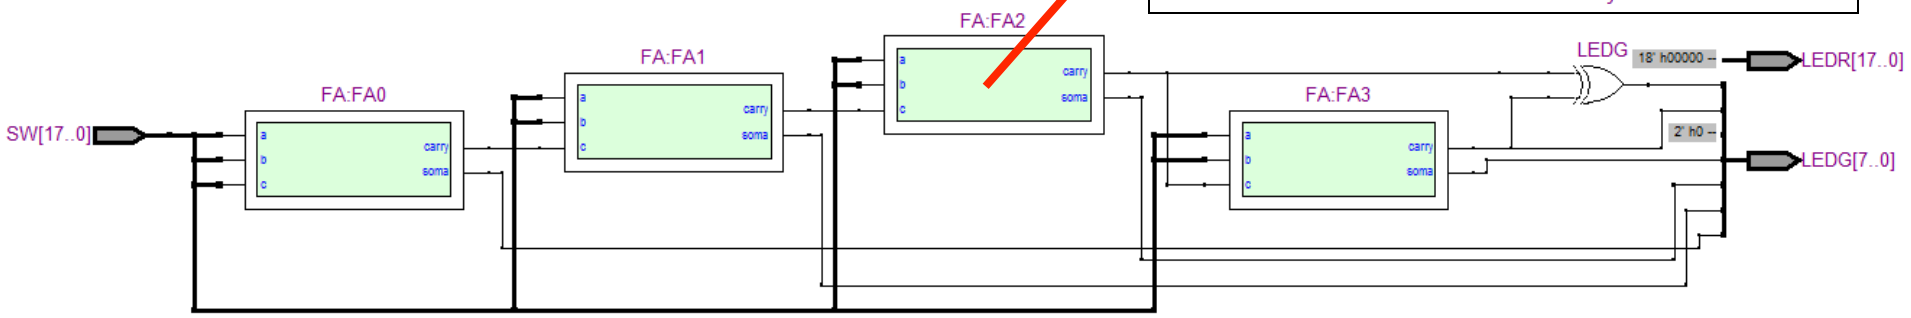 FA:FA2
LEDG
18' h00000 --
LEDR[17..0]
FA:FA1
a
b
c
carry
soma
FA:FA0
a
b
c
carry
soma
FA:FA3
a
b
c
carry
soma
a
b
c
carry
soma
SW[17..0]
2' h0 --
LEDG[7..0]